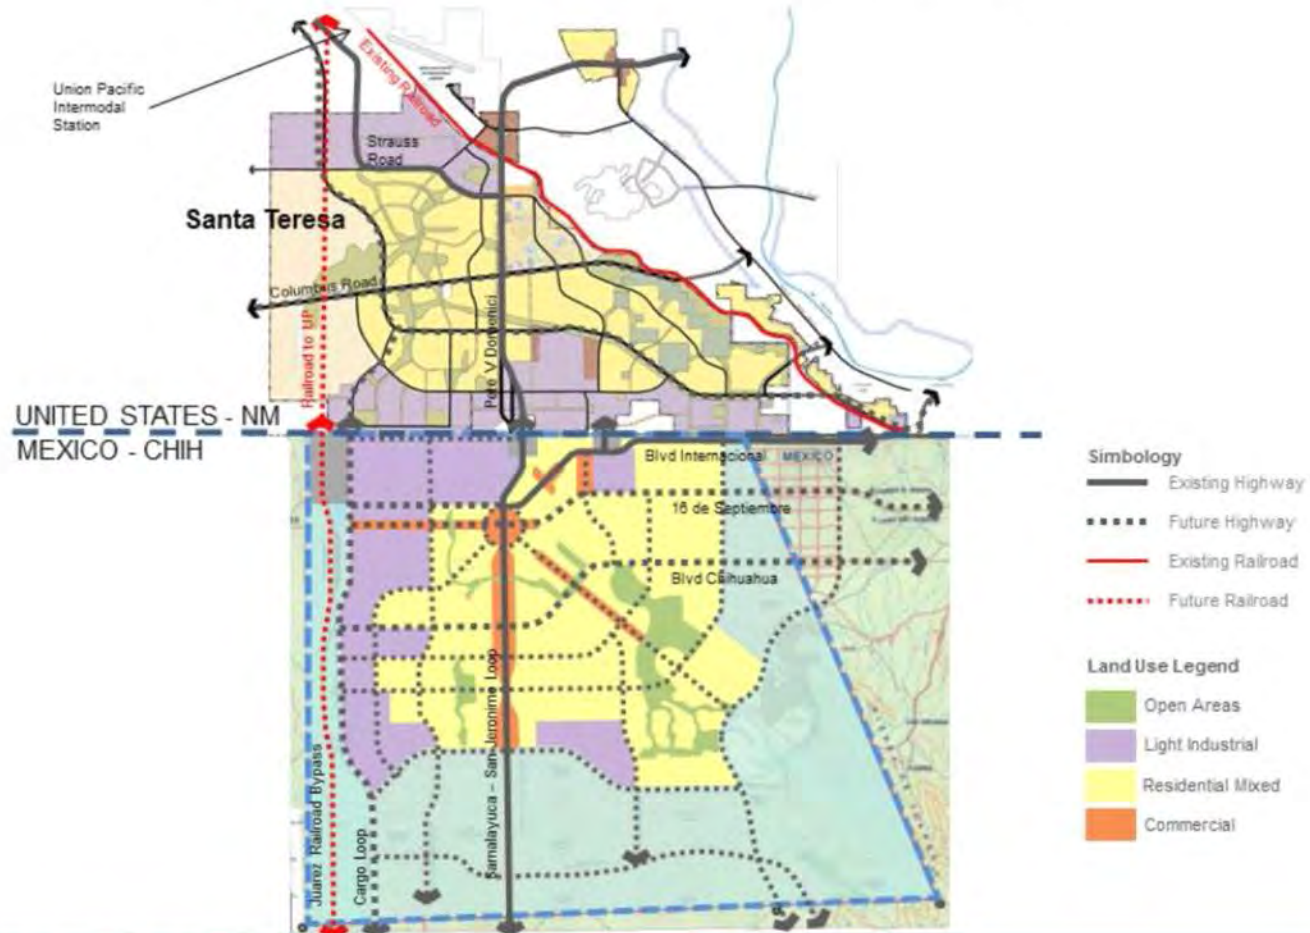 Union Pacific
Intermodal
Station
Existing Railroad
Strauss
Road
Santa Teresa
Columbus Road
Railroad to UP
Pete V Domenici
UNITED STATES - NM
MEXICO - CHIH
Blvd Internacional
MEXICO
16 de Septiembre
Blvd Chihuahua
Samalayuca – San Jeronimo Loop
Juarez Railroad Bypass
Cargo Loop
Simbology
Existing Highway
Future Highway
Existing Railroad
Future Railroad
Land Use Legend
Open Areas
Light Industrial
Residential Mixed
Commercial